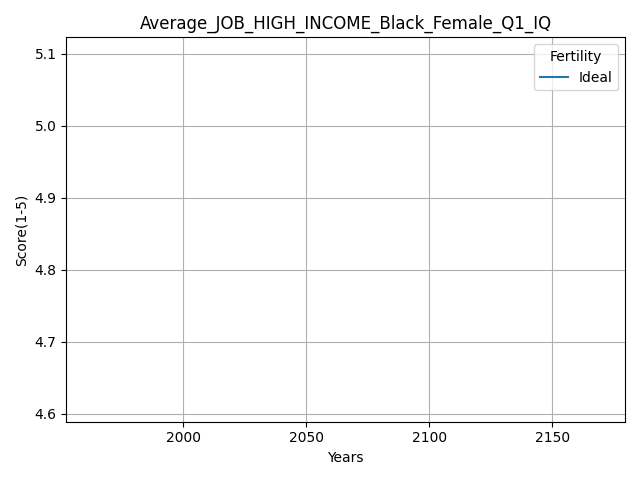 Average_JOB_HIGH_INCOME_Black_Female_Q1_IQ
Fertility
Ideal
5.1
5.0
4.9
4.8
4.7
4.6
Score(1-5)
2000 2050 2100 2150
Years